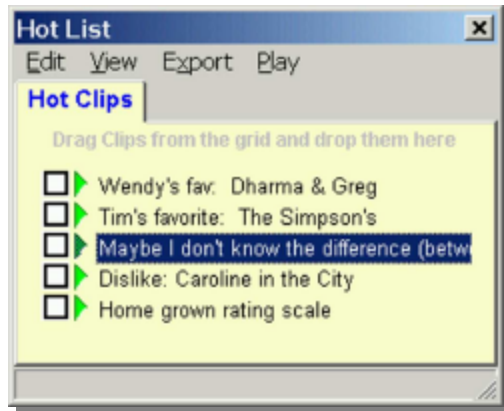 Hot List
Edit View Export Play
Hot Clips
Drag Clips from the grid and drop them here
Wendy's fav: Dharma & Greg
Tim's favorite: The Simpson's
Maybe I don't know the difference (betw
Dislike: Caroline in the City
Home grown rating scale